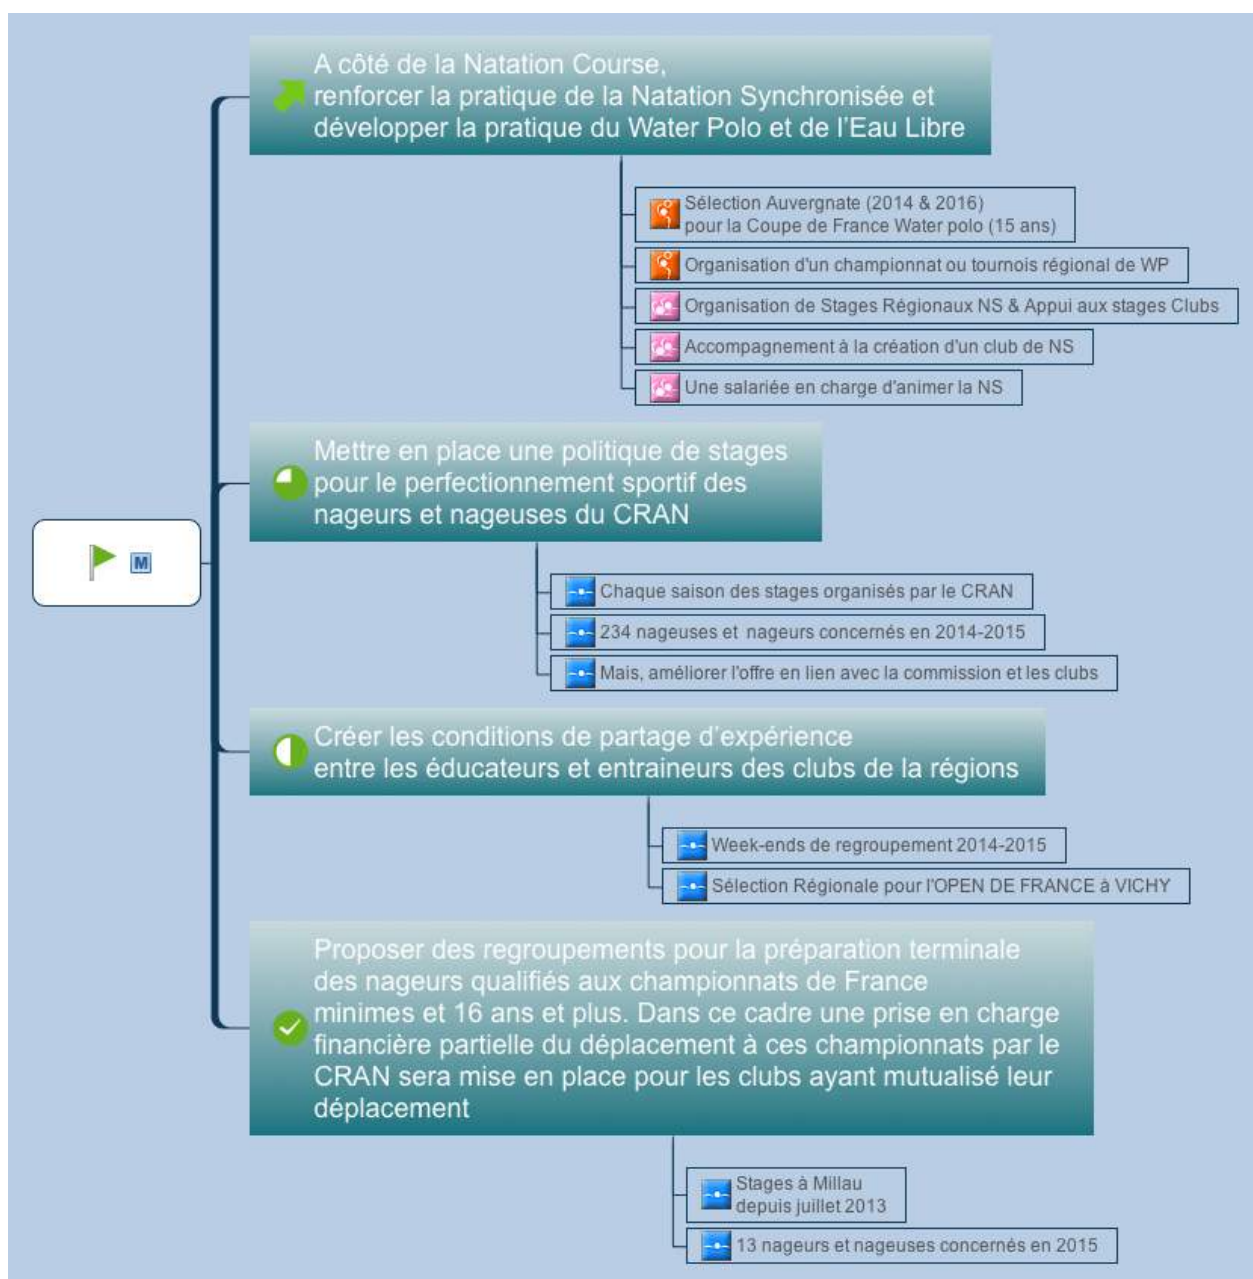 A côté de la Natation Course,
renforcer la pratique de la Natation Synchronisée et
développer la pratique du Water Polo et de l'Eau Libre
Sélection Auvergnate (2014 & 2016)
pour la Coupe de France Water polo (15 ans)
Organisation d'un championnat ou tournois régional de WP
Organisation de Stages Régionaux NS & Appui aux stages Clubs
Accompagnement à la création d'un club de NS
Une salariée en charge d'animer la NS
Mettre en place une politique de stages
pour le perfectionnement sportif des
nageurs et nageuses du CRAN
M
Chaque saison des stages organisés par le CRAN
234 nageuses et nageurs concernés en 2014-2015
Mais, améliorer l'offre en lien avec la commission et les clubs
Créer les conditions de partage d'expérience
entre les éducateurs et entraineurs des clubs de la régions
Week-ends de regroupement 2014-2015
Sélection Régionale pour l'OPEN DE FRANCE à VICHY
Proposer des regroupements pour la préparation terminale
des nageurs qualifiés aux championnats de France
minimes et 16 ans et plus. Dans ce cadre une prise en charge
financière partielle du déplacement à ces championnats par le
CRAN sera mise en place pour les clubs ayant mutualisé leur
déplacement
Stages à Millau
depuis juillet 2013
13 nageurs et nageuses concernés en 2015